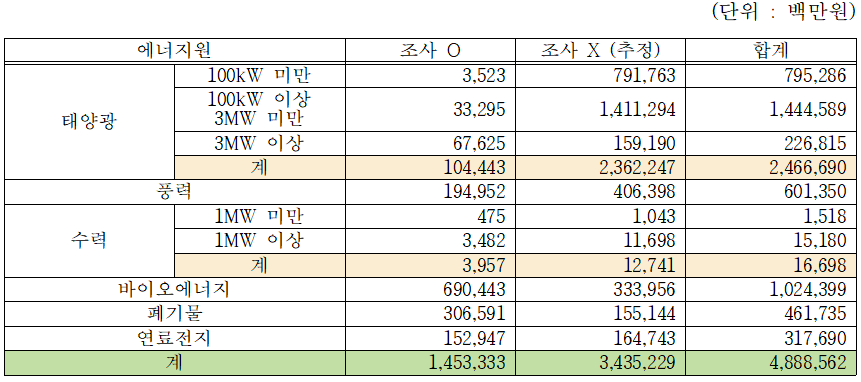 (단위 : 백만원)
에너지원 조사 O 조사 X (추정) 합계
태양광 100kW 미만 3,523 791,763 795,286
100kW 이상 3MW 미만 33,295 1,411,294 1,444,589
3MW 이상 67,625 159,190 226,815
계 104,443 2,362,247 2,466,690
풍력 194,952 406,398 601,350
수력 1MW 미만 475 1,043 1,518
1MW 이상 3,482 11,698 15,180
계 3,957 12,741 16,698
바이오에너지 690,443 333,956 1,024,399
폐기물 306,591 155,144 461,735
연료전지 152,947 164,743 317,690
계 1,453,333 3,435,229 4,888,562